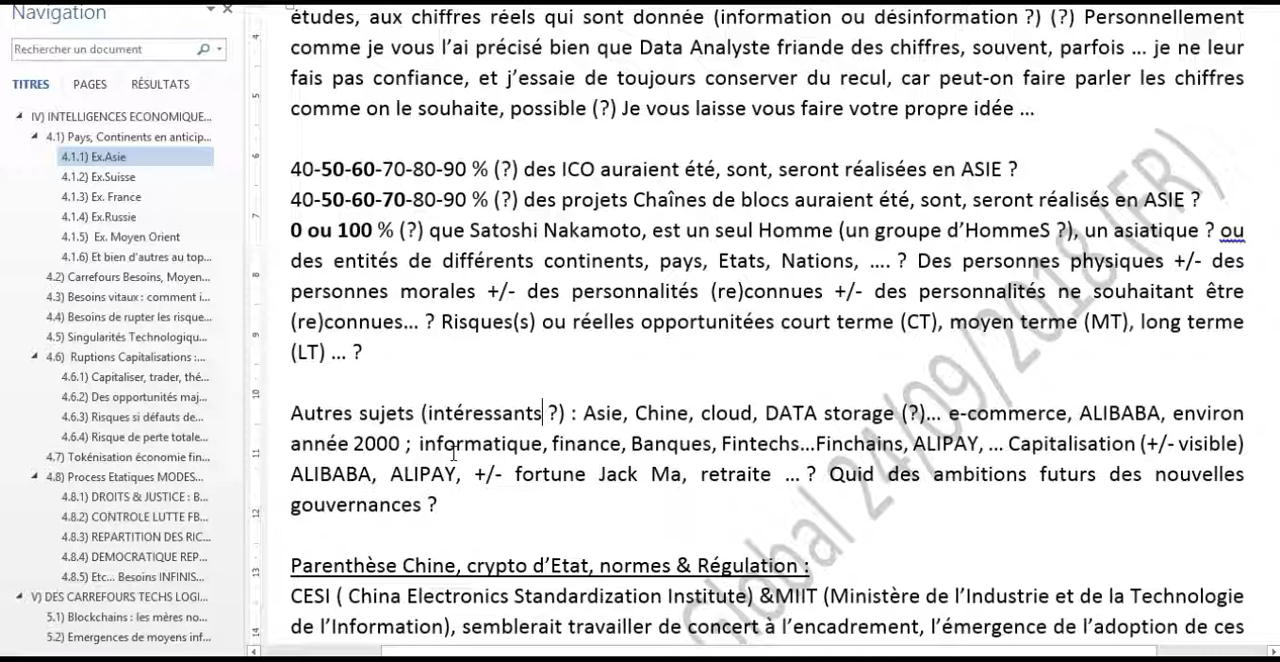 Navigation
Rechercher un document
TITRES PAGES RÉSULTATS
IV) INTELLIGENCES ECONOMIQUE...
4.1) Pays, Continents en anticip...
4.1.1) Ex.Asie
4.1.2) Ex.Suisse
4.1.3) Ex. France
4.1.4) Ex.Russie
4.1.5) Ex. Moyen Orient
4.1.6) Et bien d'autres au top...
4.2) Carrefours Besoins, Moyen...
4.3) Besoins vitaux : comment i...
4.4) Besoins de rupter les risque...
4.5) Singularités Technologiqu...
4.6) Ruptions Capitalisations :...
4.6.1) Capitaliser, trader, thé...
4.6.2) Des opportunités maj...
4.6.3) Risques si défauts de...
4.6.4) Risque de perte totale...
4.7) Tokénisation économie fin...
4.8) Process Etatiques MODES...
4.8.1) DROITS & JUSTICE : B...
4.8.2) CONTROLE LUTTE FB...
4.8.3) REPARTITION DES RIC...
4.8.4) DEMOCRATIQUE REP...
4.8.5) Etc... Besoins INFINIS...
V) DES CARREFOURS TECHS LOGI...
5.1) Blockchains : les mères no...
5.2) Emergences de moyens inf...
4
5
6
7
8
9
10
11
12
13
14
études, aux chiffres réels qui sont donnée (information ou désinformation ?) (?) Personnellement
comme je vous l'ai précisé bien que Data Analyste friande des chiffres, souvent, parfois ... je ne leur
fais pas confiance, et j'essaie de toujours conserver du recul, car peut-on faire parler les chiffres
comme on le souhaite, possible (?) Je vous laisse vous faire votre propre idée ...
40-50-60-70-80-90 % (?) des ICO auraient été, sont, seront réalisées en ASIE ?
40-50-60-70-80-90 % (?) des projets Chaînes de blocs auraient été, sont, seront réalisés en ASIE ?
0 ou 100 % (?) que Satoshi Nakamoto, est un seul Homme (un groupe d'HommeS ?), un asiatique ? ou
des entités de différents continents, pays, Etats, Nations, .... ? Des personnes physiques +/- des
personnes morales +/- des personnalités (re)connues +/- des personnalités ne souhaitant être
(re)connues... ? Risques(s) ou réelles opportunitées court terme (CT), moyen terme (MT), long terme
(LT) ... ?
Autres sujets (intéressants ?) : Asie, Chine, cloud, DATA storage (?)... e-commerce, ALIBABA, environ
année 2000 ; informatique, finance, Banques, Fintechs...Finchains, ALIPAY, ... Capitalisation (+/- visible)
ALIBABA, ALIPAY, +/- fortune Jack Ma, retraite ... ? Quid des ambitions futurs des nouvelles
gouvernances ?
Parenthèse Chine, crypto d'Etat, normes & Régulation :
CESI ( China Electronics Standardization Institute) &MIIT (Ministère de l'Industrie et de la Technologie
de l'Information), semblerait travailler de concert à l'encadrement, l'émergence de l'adoption de ces
Global 24/09/2018 (FR)